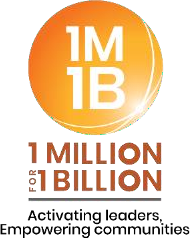 1M
1B
1 MILLION
FOR
1 BILLION
Activating leaders,
Empowering communities